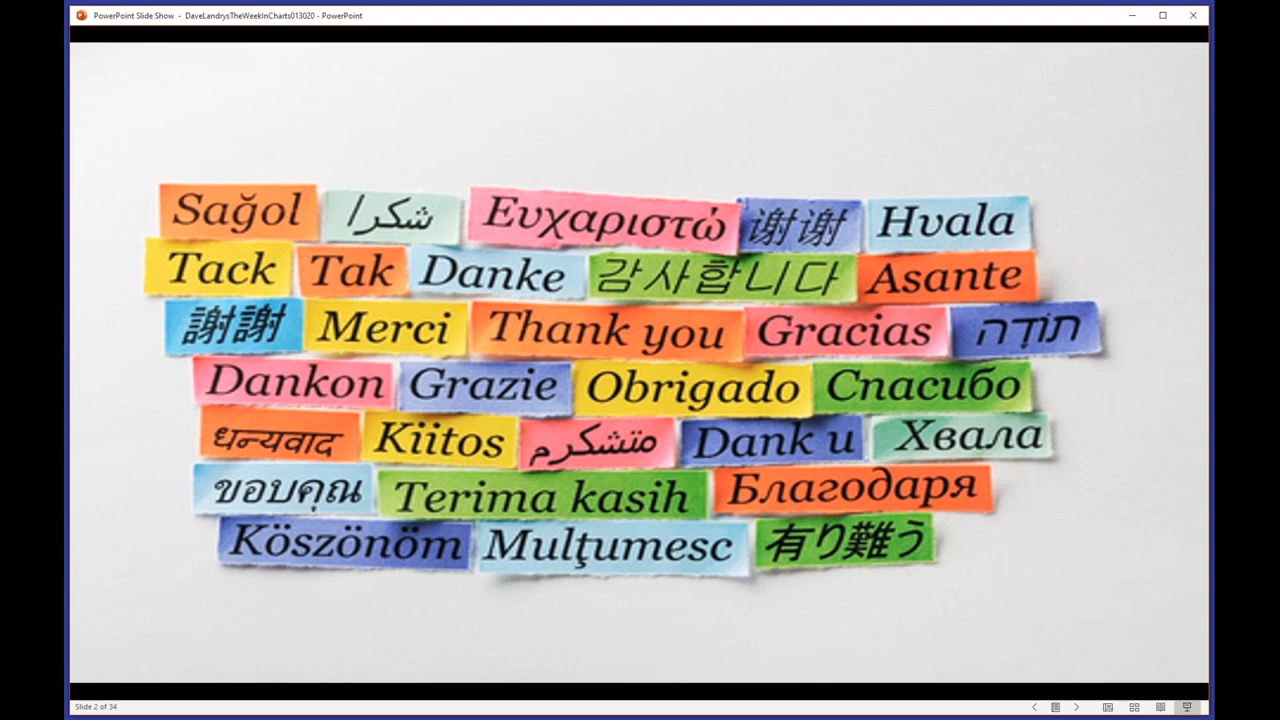 PowerPoint Slide Show - DaveLandrysTheWeekInCharts013020 - PowerPoint
Sağol شكرا Ευχαριστώ 谢谢 Hvala
Tack Tak Danke 감사합니다 Asante
謝謝 Merci Thank you Gracias תּוֹדָה
Dankon Grazie Obrigado Спасибо
धन्यवाद Kiitos متشکرم Dank u Хвала
ขอบคุณ Terima kasih Благодаря
Köszönöm Mulţumesc 有り難う
Slide 2 of 34